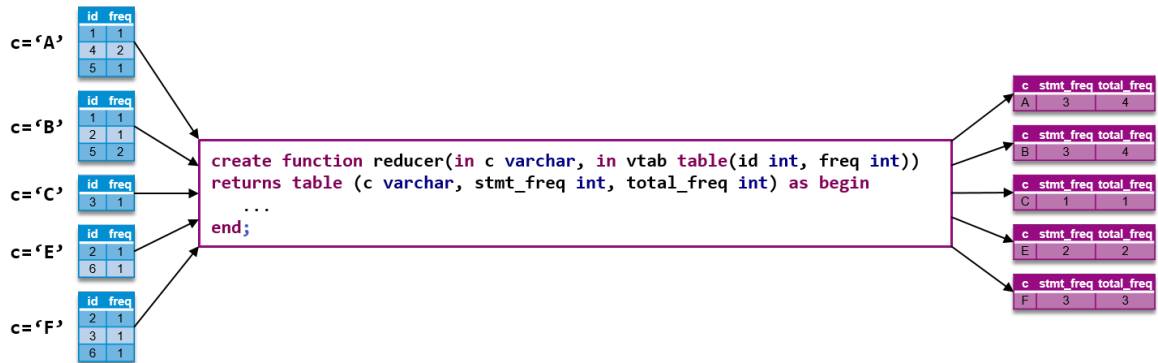 c=‘A’
id freq
1 1
4 2
5 1
c=‘B’
id freq
1 1
2 1
5 2
c=‘C’
id freq
3 1
c=‘E’
id freq
2 1
6 1
c=‘F’
id freq
2 1
3 1
6 1
create function reducer(in c varchar, in vtab table(id int, freq int))
returns table (c varchar, stmt_freq int, total_freq int) as begin
...
end;
c stmt_freq total_freq
A 3 4
c stmt_freq total_freq
B 3 4
c stmt_freq total_freq
C 1 1
c stmt_freq total_freq
E 2 2
c stmt_freq total_freq
F 3 3